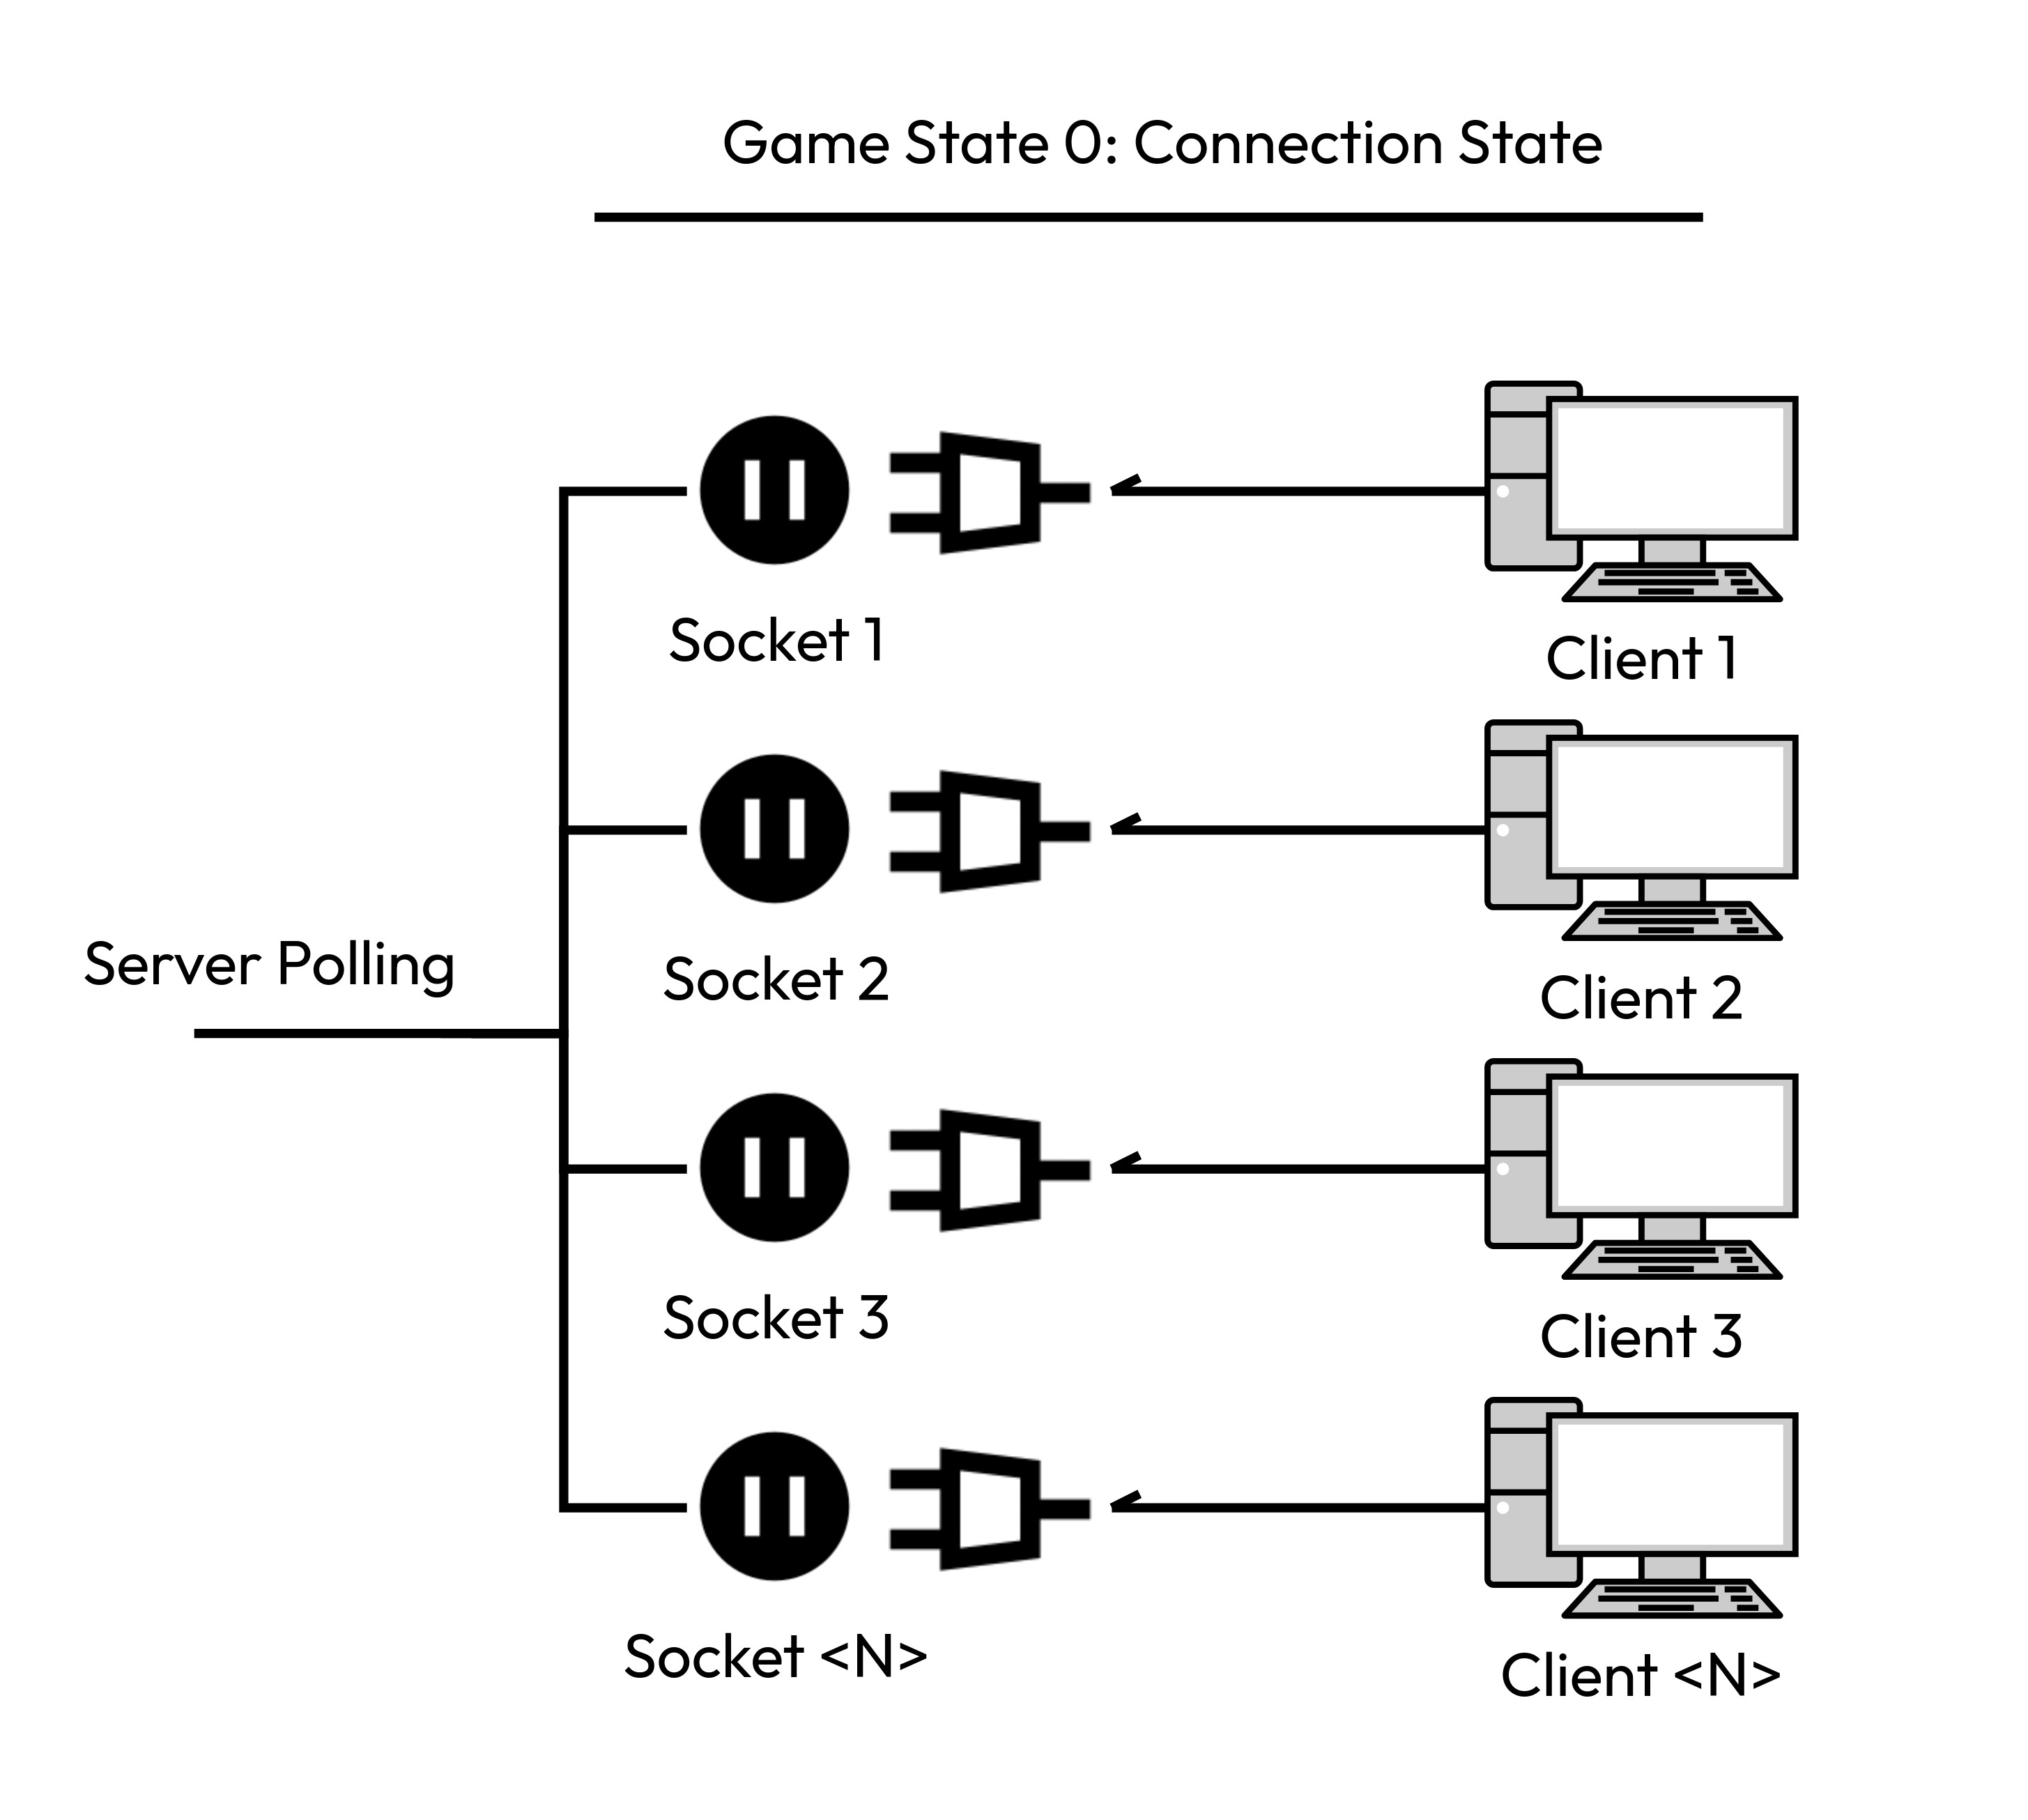 Game State 0: Connection State
Socket 1
Client 1
Socket 2
Client 2
Server Polling
Socket 3
Client 3
Socket <N>
Client <N>